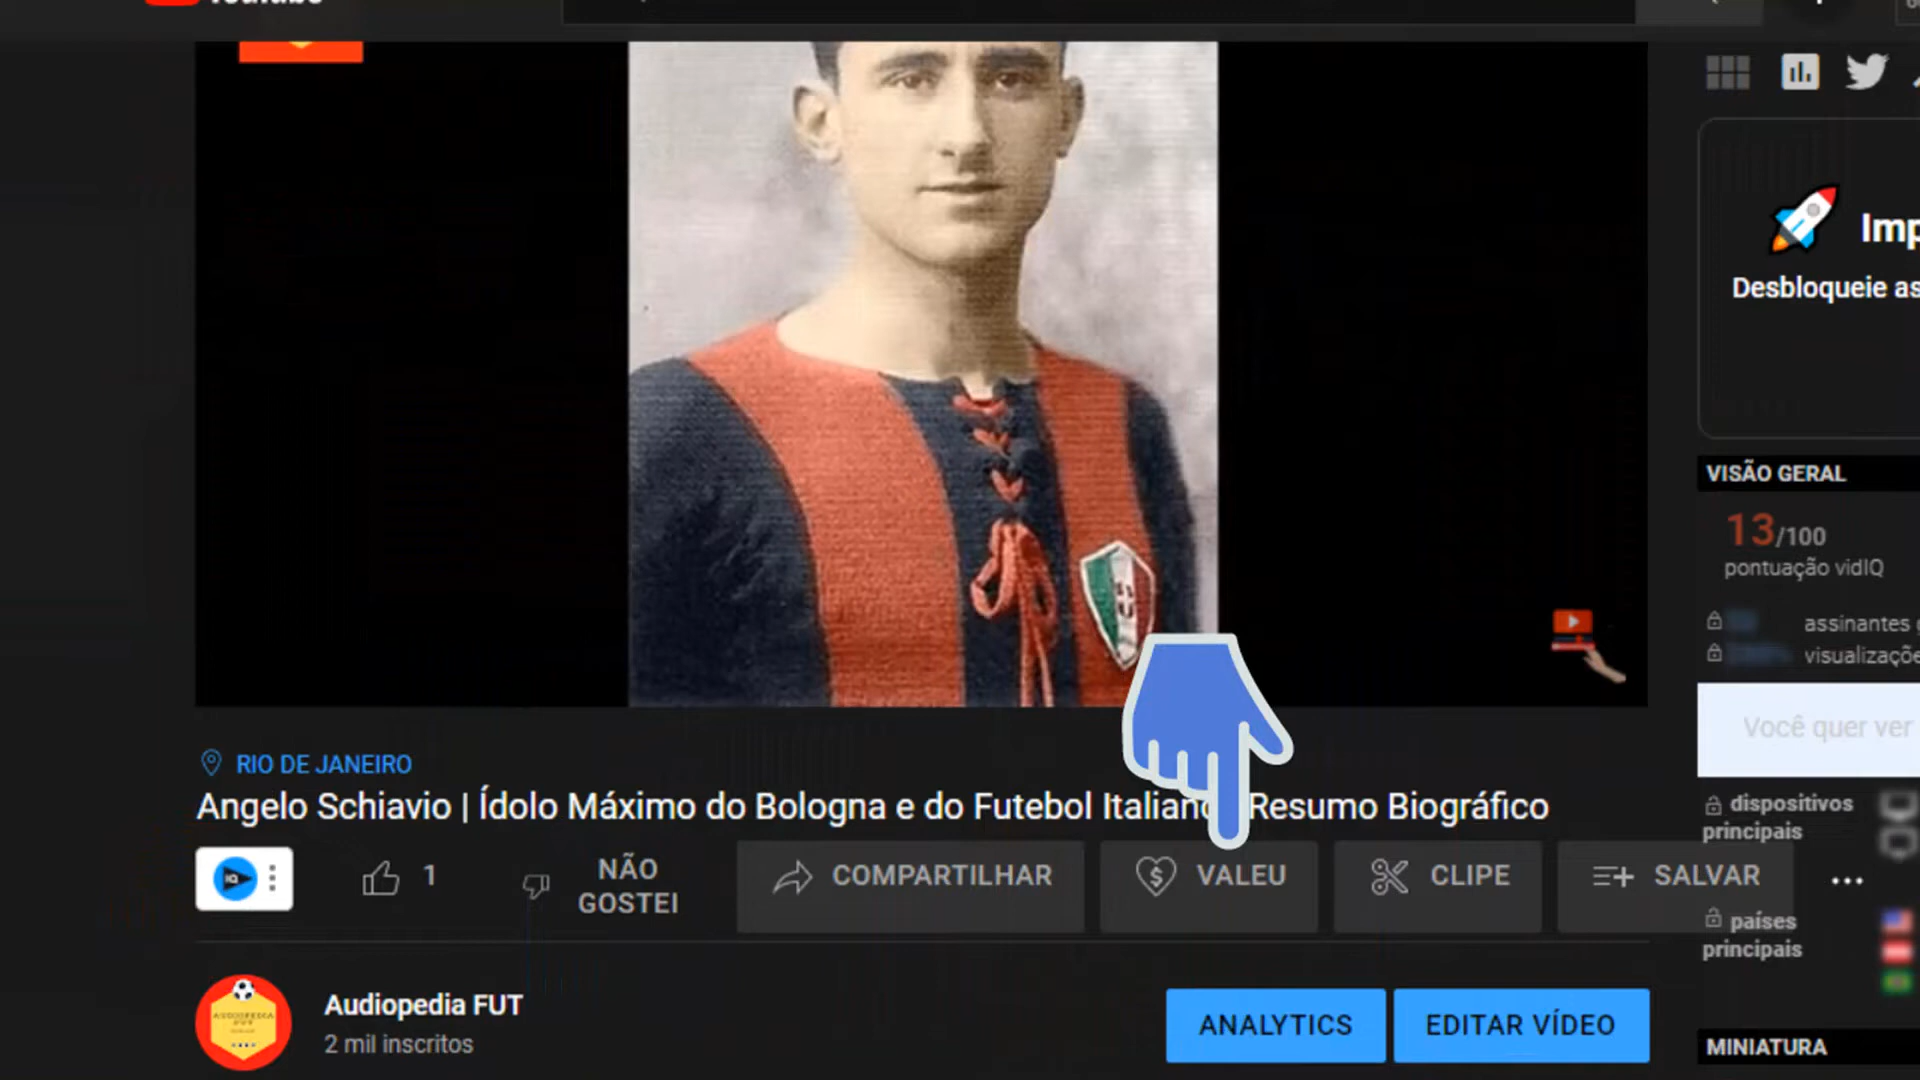 Desbloqueie as
VISÃO GERAL
13/100
pontuação vidIQ
assinantes
visualizaçõe
Você quer ver
RIO DE JANEIRO
Angelo Schiavio | Ídolo Máximo do Bologna e do Futebol Italiano Resumo Biográfico
dispositivos
principais
1
NÃO
GOSTEI
COMPARTILHAR
VALEU
CLIPE
SALVAR
países
principais
Audiopedia FUT
2 mil inscritos
ANALYTICS
EDITAR VÍDEO
MINIATURA